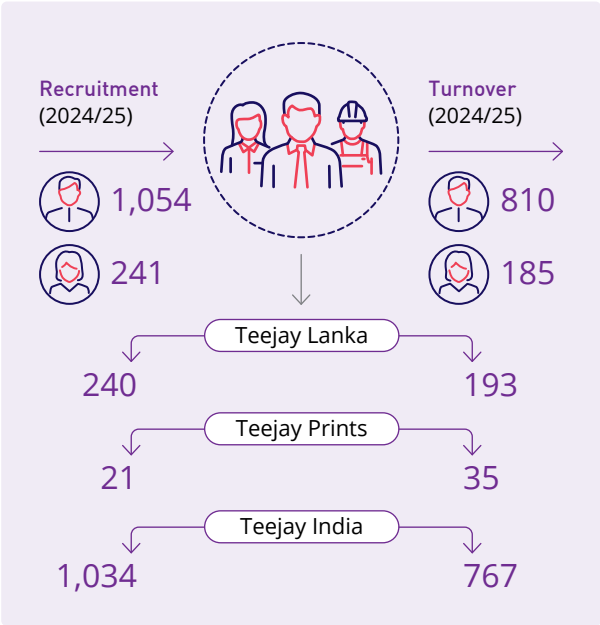 Recruitment
(2024/25)
1,054
241
Turnover
(2024/25)
810
185
Teejay Lanka
240
193
Teejay Prints
21
35
Teejay India
1,034
767